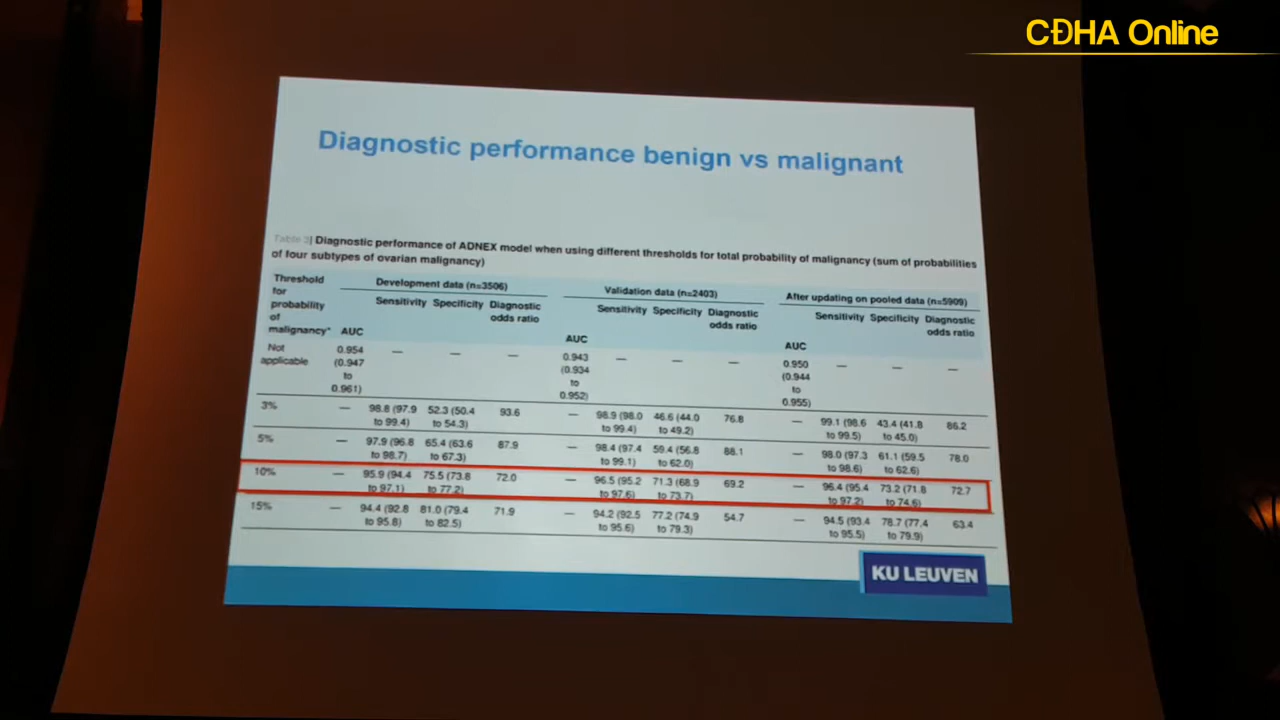 CĐHA Online
Diagnostic performance benign vs malignant
Table 3| Diagnostic performance of ADNEX model when using different thresholds for total probability of malignancy (sum of probabilities
of four subtypes of ovarian malignancy)
Threshold for probability of malignancy* Development data (n=3506) Validation data (n=2403) After updating on pooled data (n=5909)
AUC Sensitivity Specificity Diagnostic odds ratio AUC Sensitivity Specificity Diagnostic odds ratio AUC Sensitivity Specificity Diagnostic odds ratio
Not applicable 0.954 (0.947 to 0.961) — — — 0.943 (0.934 to 0.952) — — — 0.950 (0.944 to 0.955) — — —
3% — 98.8 (97.9 to 99.4) 52.3 (50.4 to 54.3) 93.6 — 98.9 (98.0 to 99.4) 46.6 (44.0 to 49.2) 76.8 — 99.1 (98.6 to 99.5) 43.4 (41.8 to 45.0) 86.2
5% — 97.9 (96.8 to 98.7) 65.4 (63.6 to 67.3) 87.9 — 98.4 (97.4 to 99.1) 59.4 (56.8 to 62.0) 88.1 — 98.0 (97.3 to 98.6) 61.1 (59.5 to 62.6) 78.0
10% — 95.9 (94.4 to 97.1) 75.5 (73.8 to 77.2) 72.0 — 96.5 (95.2 to 97.6) 71.3 (68.9 to 73.7) 69.2 — 96.4 (95.4 to 97.2) 73.2 (71.8 to 74.6) 72.7
15% — 94.4 (92.8 to 95.8) 81.0 (79.4 to 82.5) 71.9 — 94.2 (92.5 to 95.6) 77.2 (74.9 to 79.3) 54.7 — 94.5 (93.4 to 95.5) 78.7 (77.4 to 79.9) 63.4
KU LEUVEN